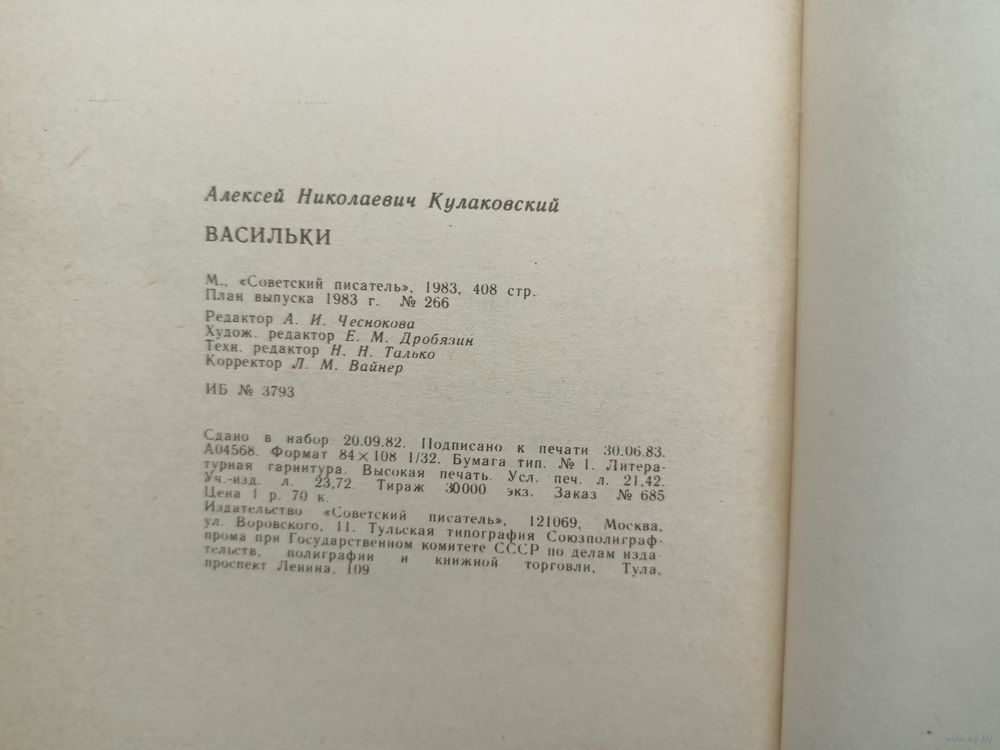 Алексей Николаевич Кулаковский
ВАСИЛЬКИ
М., «Советский писатель», 1983, 408 стр.
План выпуска 1983 г. № 266
Редактор А. И. Чеснокова
Худож. редактор Е. М. Дробязин
Техн. редактор Н. Н. Талько
Корректор Л. М. Вайнер
ИБ № 3793
Сдано в набор 20.09.82. Подписано к печати 30.06.83.
А04568. Формат 84×108 1/32. Бумага тип. № 1. Литера-
турная гарнитура. Высокая печать. Усл. печ. л. 21,42.
Уч.-изд. л. 23,72. Тираж 30000 экз. Заказ № 685
Цена 1 р. 70 к.
Издательство «Советский писатель», 121069, Москва,
ул. Воровского, 11. Тульская типография Союзполиграф-
прома при Государственном комитете СССР по делам изда-
тельств, полиграфии и книжной торговли, Тула,
проспект Ленина, 109
www.ay.by